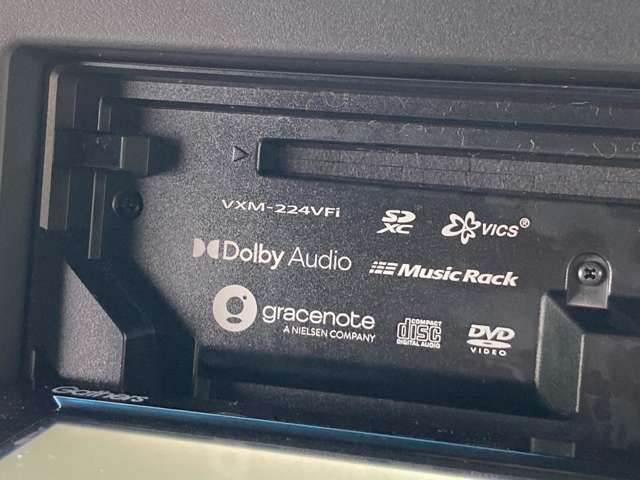 VXM-224VFi
SD XC
VICS®
Dolby Audio
Music Rack
gracenote
A NIELSEN COMPANY
COMPACT
disc
DIGITAL AUDIO
DVD
VIDEO
Gathers